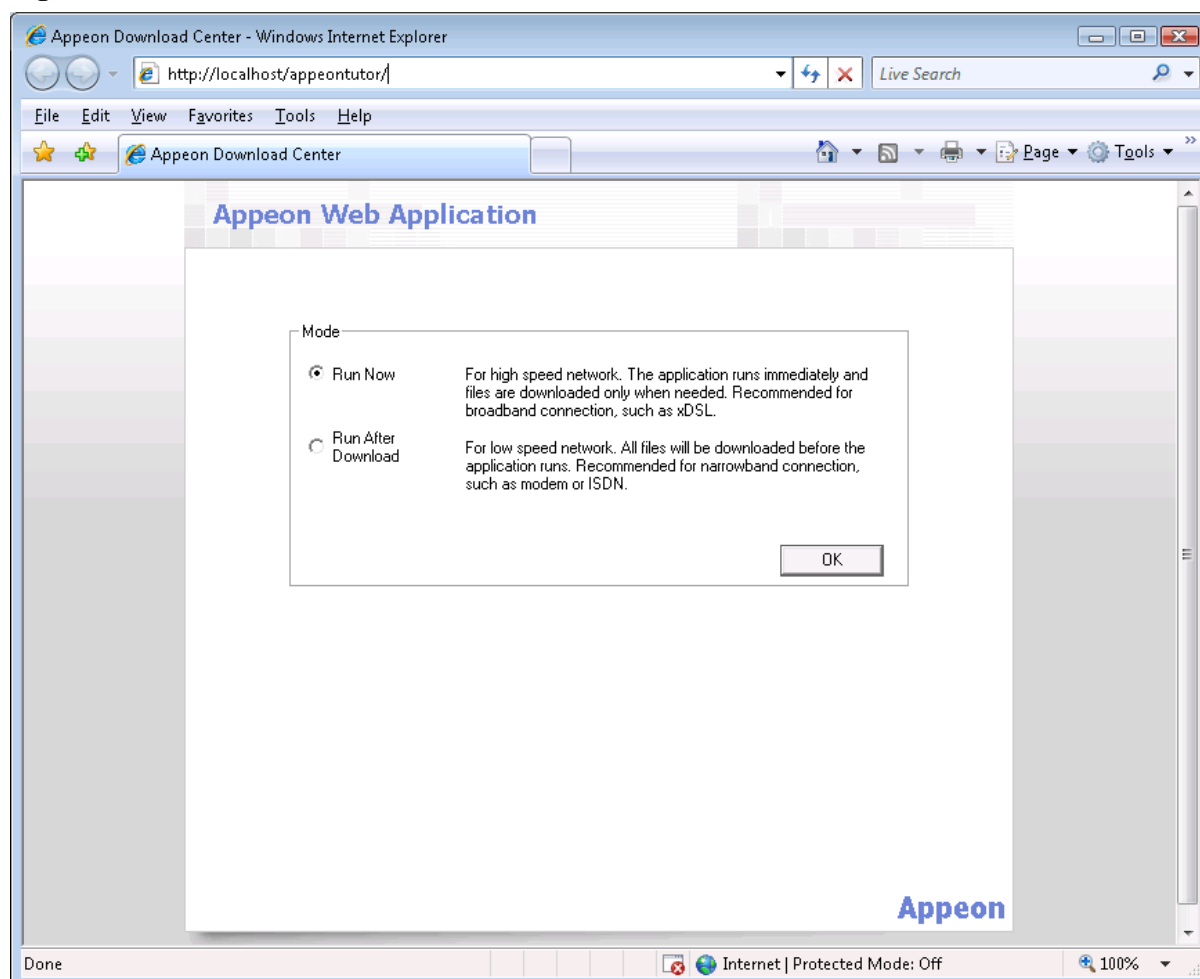 Appeon Download Center - Windows Internet Explorer
http://localhost/appeontutor/
Live Search
File Edit View Favorites Tools Help
Appeon Download Center
Page Tools
Appeon Web Application
Mode
Run Now
For high speed network. The application runs immediately and
files are downloaded only when needed. Recommended for
broadband connection, such as xDSL.
Run After
Download
For low speed network. All files will be downloaded before the
application runs. Recommended for narrowband connection,
such as modem or ISDN.
OK
Appeon
Done
Internet | Protected Mode: Off
100%